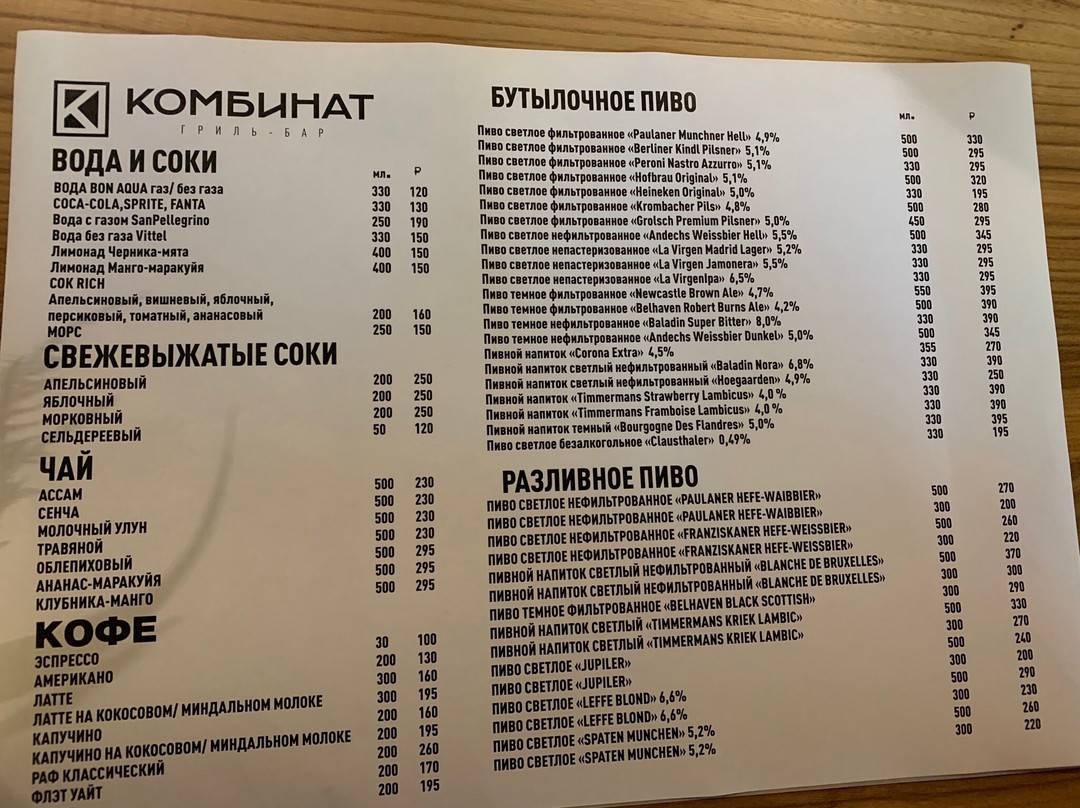 КОМБИНАТ
ГРИЛЬ-БАР
ВОДА И СОКИ
мл. ₽
ВОДА BON AQUA газ/ без газа 330 120
COCA-COLA,SPRITE, FANTA 330 130
Вода с газом SanPellegrino 250 190
Вода без газа Vittel 330 150
Лимонад Черника-мята 400 150
Лимонад Манго-маракуйя 400 150
СОК RICH
Апельсиновый, вишневый, яблочный,
персиковый, томатный, ананасовый 200 160
МОРС 250 150
СВЕЖЕВЫЖАТЫЕ СОКИ
АПЕЛЬСИНОВЫЙ 200 250
ЯБЛОЧНЫЙ 200 250
МОРКОВНЫЙ 200 250
СЕЛЬДЕРЕЕВЫЙ 50 120
ЧАЙ
АССАМ 500 230
СЕНЧА 500 230
МОЛОЧНЫЙ УЛУН 500 230
ТРАВЯНОЙ 500 230
ОБЛЕПИХОВЫЙ 500 295
АНАНАС-МАРАКУЙЯ 500 295
КЛУБНИКА-МАНГО 500 295
КОФЕ
ЭСПРЕССО 30 100
АМЕРИКАНО 200 130
ЛАТТЕ 300 160
ЛАТТЕ НА КОКОСОВОМ/ МИНДАЛЬНОМ МОЛОКЕ 300 195
КАПУЧИНО 200 160
КАПУЧИНО НА КОКОСОВОМ/ МИНДАЛЬНОМ МОЛОКЕ 200 195
РАФ КЛАССИЧЕСКИЙ 200 260
ФЛЭТ УАЙТ 200 170
200 195
БУТЫЛОЧНОЕ ПИВО
мл. ₽
Пиво светлое фильтрованное «Paulaner Munchner Hell» 4,9% 500 330
Пиво светлое фильтрованное «Berliner Kindl Pilsner» 5,1% 500 295
Пиво светлое фильтрованное «Peroni Nastro Azzurro» 5,1% 330 295
Пиво светлое фильтрованное «Hofbrau Original» 5,1% 500 320
Пиво светлое фильтрованное «Heineken Original» 5,0% 330 195
Пиво светлое фильтрованное «Krombacher Pils» 4,8% 500 280
Пиво светлое фильтрованное «Grolsch Premium Pilsner» 5,0% 450 295
Пиво светлое нефильтрованное «Andechs Weissbier Hell» 5,5% 500 345
Пиво светлое непастеризованное «La Virgen Madrid Lager» 5,2% 330 295
Пиво светлое непастеризованное «La Virgen Jamonera» 5,5% 330 295
Пиво светлое непастеризованное «La VirgenIpa» 6,5% 330 295
Пиво темное фильтрованное «Newcastle Brown Ale» 4,7% 550 395
Пиво темное фильтрованное «Belhaven Robert Burns Ale» 4,2% 500 390
Пиво темное нефильтрованное «Baladin Super Bitter» 8,0% 330 390
Пиво темное нефильтрованное «Andechs Weissbier Dunkel» 5,0% 500 345
Пивной напиток «Corona Extra» 4,5% 355 270
Пивной напиток светлый нефильтрованный «Baladin Nora» 6,8% 330 390
Пивной напиток светлый нефильтрованный «Hoegaarden» 4,9% 330 250
Пивной напиток «Timmermans Strawberry Lambicus» 4,0 % 330 390
Пивной напиток «Timmermans Framboise Lambicus» 4,0 % 330 390
Пивной напиток темный «Bourgogne Des Flandres» 5,0% 330 395
Пиво светлое безалкогольное «Clausthaler» 0,49% 330 195
РАЗЛИВНОЕ ПИВО
ПИВО СВЕТЛОЕ НЕФИЛЬТРОВАННОЕ «PAULANER HEFE-WAIBBIER» 500 270
ПИВО СВЕТЛОЕ НЕФИЛЬТРОВАННОЕ «PAULANER HEFE-WAIBBIER» 300 200
ПИВО СВЕТЛОЕ НЕФИЛЬТРОВАННОЕ «FRANZISKANER HEFE-WEISSBIER» 500 260
ПИВО СВЕТЛОЕ НЕФИЛЬТРОВАННОЕ «FRANZISKANER HEFE-WEISSBIER» 300 220
ПИВНОЙ НАПИТОК СВЕТЛЫЙ НЕФИЛЬТРОВАННЫЙ «BLANCHE DE BRUXELLES» 500 370
ПИВНОЙ НАПИТОК СВЕТЛЫЙ НЕФИЛЬТРОВАННЫЙ «BLANCHE DE BRUXELLES» 300 300
ПИВО ТЕМНОЕ ФИЛЬТРОВАННОЕ «BELHAVEN BLACK SCOTTISH» 300 290
ПИВНОЙ НАПИТОК СВЕТЛЫЙ «TIMMERMANS KRIEK LAMBIC» 500 330
ПИВНОЙ НАПИТОК СВЕТЛЫЙ «TIMMERMANS KRIEK LAMBIC» 300 270
ПИВО СВЕТЛОЕ «JUPILER» 500 240
ПИВО СВЕТЛОЕ «JUPILER» 300 200
ПИВО СВЕТЛОЕ «LEFFE BLOND» 6,6% 500 290
ПИВО СВЕТЛОЕ «LEFFE BLOND» 6,6% 300 230
ПИВО СВЕТЛОЕ «SPATEN MUNCHEN» 5,2% 500 260
ПИВО СВЕТЛОЕ «SPATEN MUNCHEN» 5,2% 300 220